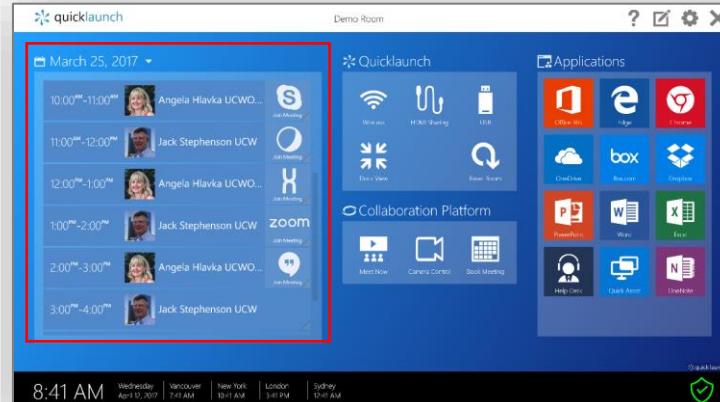 quicklaunch
Demo Room
?
March 25, 2017
10:00AM-11:00AM Angela Hlavka UCWO... Join Meeting
11:00AM-12:00PM Jack Stephenson UCW Join Meeting
12:00PM-1:00PM Angela Hlavka UCWO... Join Meeting
1:00PM-2:00PM Jack Stephenson UCW zoom Join Meeting
2:00PM-3:00PM Angela Hlavka UCWO... Join Meeting
3:00PM-4:00PM Jack Stephenson UCW
Quicklaunch
Wireless HDMI Sharing USB
Dock View Reset Room
Collaboration Platform
Meet Now Camera Control Book Meeting
Applications
Office 365 Edge Chrome
box
OneDrive Box.com Dropbox
PowerPoint Word Excel
Help Desk Quick Assist OneNote
quicklaun
8:41 AM
Wednesday Vancouver New York London Sydney
April 12, 2017 7:41 AM 10:41 AM 3:41 PM 12:41 AM